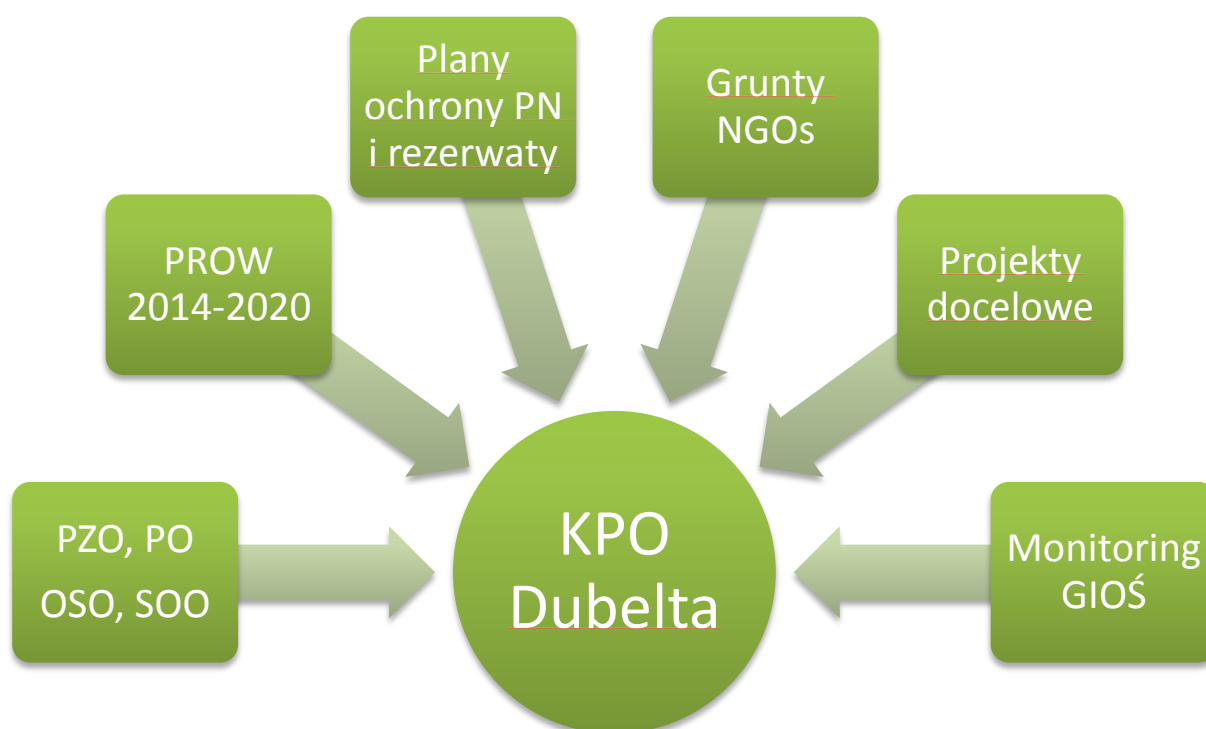 Plany
ochrony PN
i rezerwaty
Grunty
NGOs
PROW
2014-2020
Projekty
docelowe
PZO, PO
OSO, SOO
KPO
Dubelta
Monitoring
GIOŚ